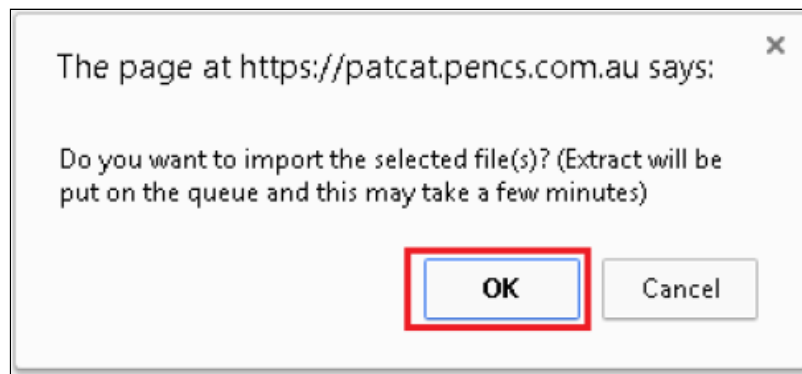 The page at https://patcat.pencs.com.au says:
Do you want to import the selected file(s)? (Extract will be
put on the queue and this may take a few minutes)
OK
Cancel